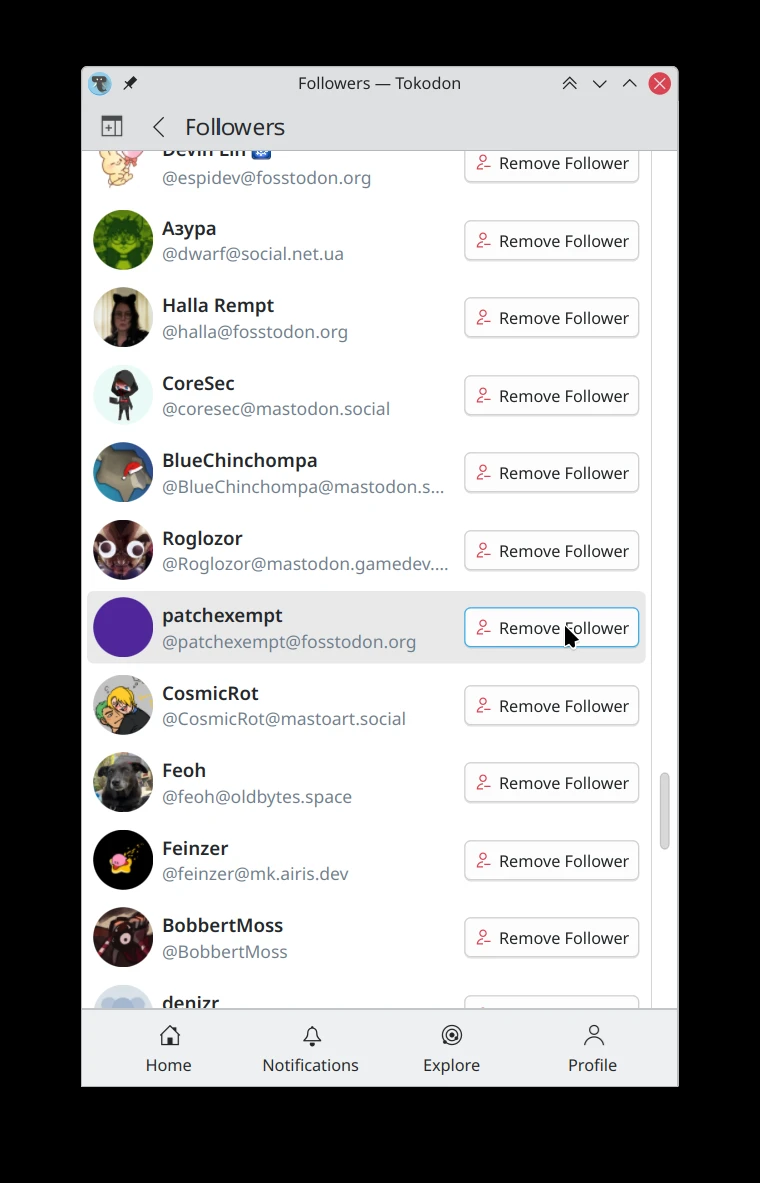 Followers — Tokodon
Followers
Devin Lin
@espidev@fosstodon.org
Remove Follower
Азура
@dwarf@social.net.ua
Remove Follower
Halla Rempt
@halla@fosstodon.org
Remove Follower
CoreSec
@coresec@mastodon.social
Remove Follower
BlueChinchompa
@BlueChinchompa@mastodon.s...
Remove Follower
Roglozor
@Roglozor@mastodon.gamedev....
Remove Follower
patchexempt
@patchexempt@fosstodon.org
Remove Follower
CosmicRot
@CosmicRot@mastoart.social
Remove Follower
Feoh
@feoh@oldbytes.space
Remove Follower
Feinzer
@feinzer@mk.airis.dev
Remove Follower
BobbertMoss
@BobbertMoss
Remove Follower
denizr
Home
Notifications
Explore
Profile